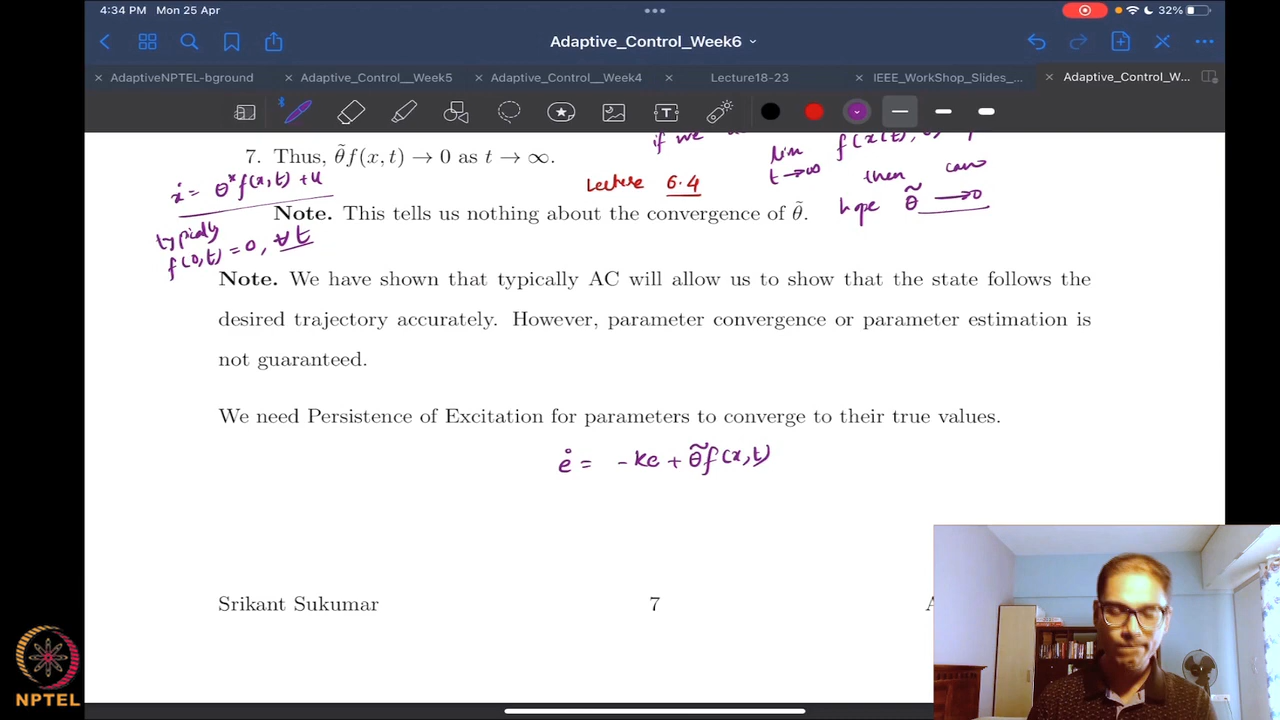 4:34 PM Mon 25 Apr
32%
Adaptive_Control_Week6
AdaptiveNPTEL-bground
Adaptive_Control__Week5
Adaptive_Control__Week4
Lecture18-23
IEEE_WorkShop_Slides_...
Adaptive_Control_W...
if we
lim t→∞ f(x(t),
7. Thus, θ̃f(x, t) → 0 as t → ∞.
then
ẋ = θ* f(x,t) + u
Lecture 6.4
hope θ̃ → 0
Note. This tells us nothing about the convergence of θ̃.
typically
f(0,t) = 0, ∀ t
Note. We have shown that typically AC will allow us to show that the state follows the
desired trajectory accurately. However, parameter convergence or parameter estimation is
not guaranteed.
We need Persistence of Excitation for parameters to converge to their true values.
ė = -ke + θ̃f(x,t)
Srikant Sukumar
7
A
NPTEL